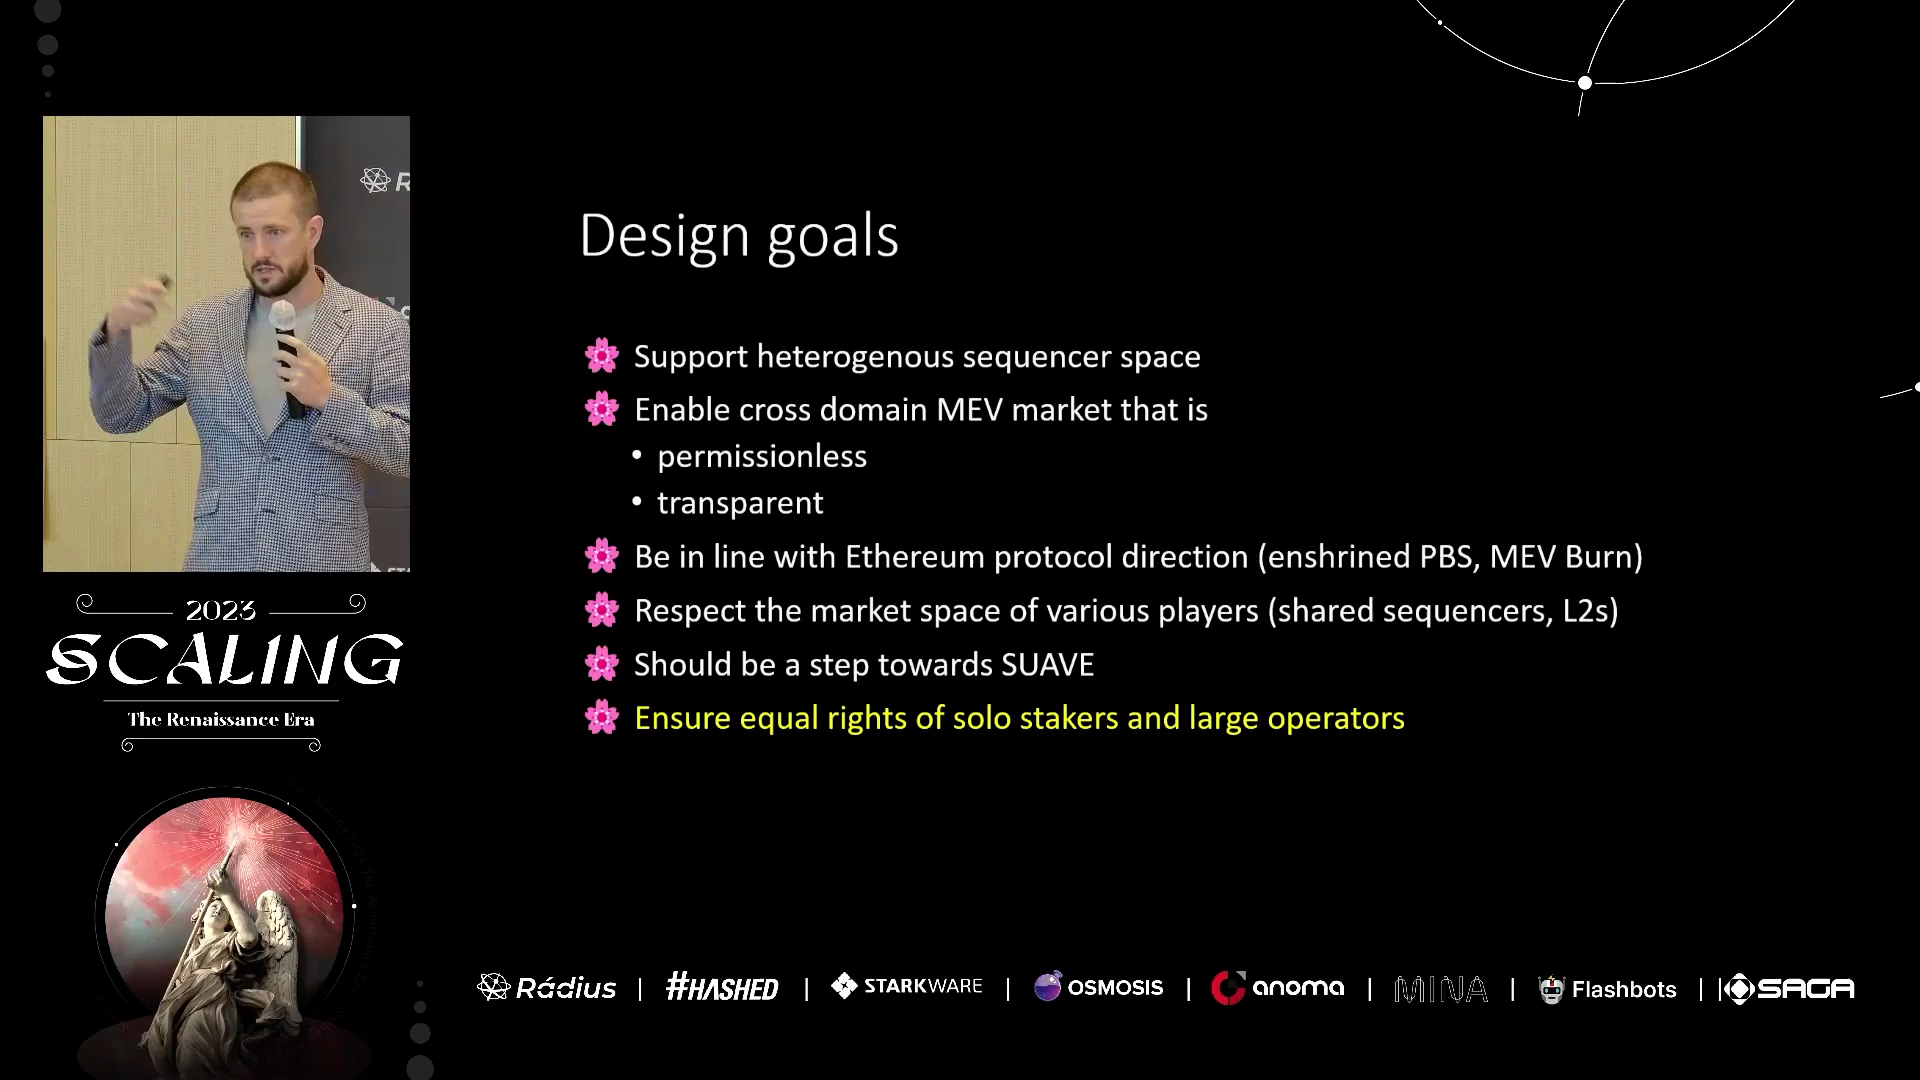 R
2023
SCALING
The Renaissance Era
Design goals
Support heterogenous sequencer space
Enable cross domain MEV market that is
• permissionless
• transparent
Be in line with Ethereum protocol direction (enshrined PBS, MEV Burn)
Respect the market space of various players (shared sequencers, L2s)
Should be a step towards SUAVE
Ensure equal rights of solo stakers and large operators
Rádius | #HASHED | STARKWARE | OSMOSIS | anoma | MINA | Flashbots | SAGA